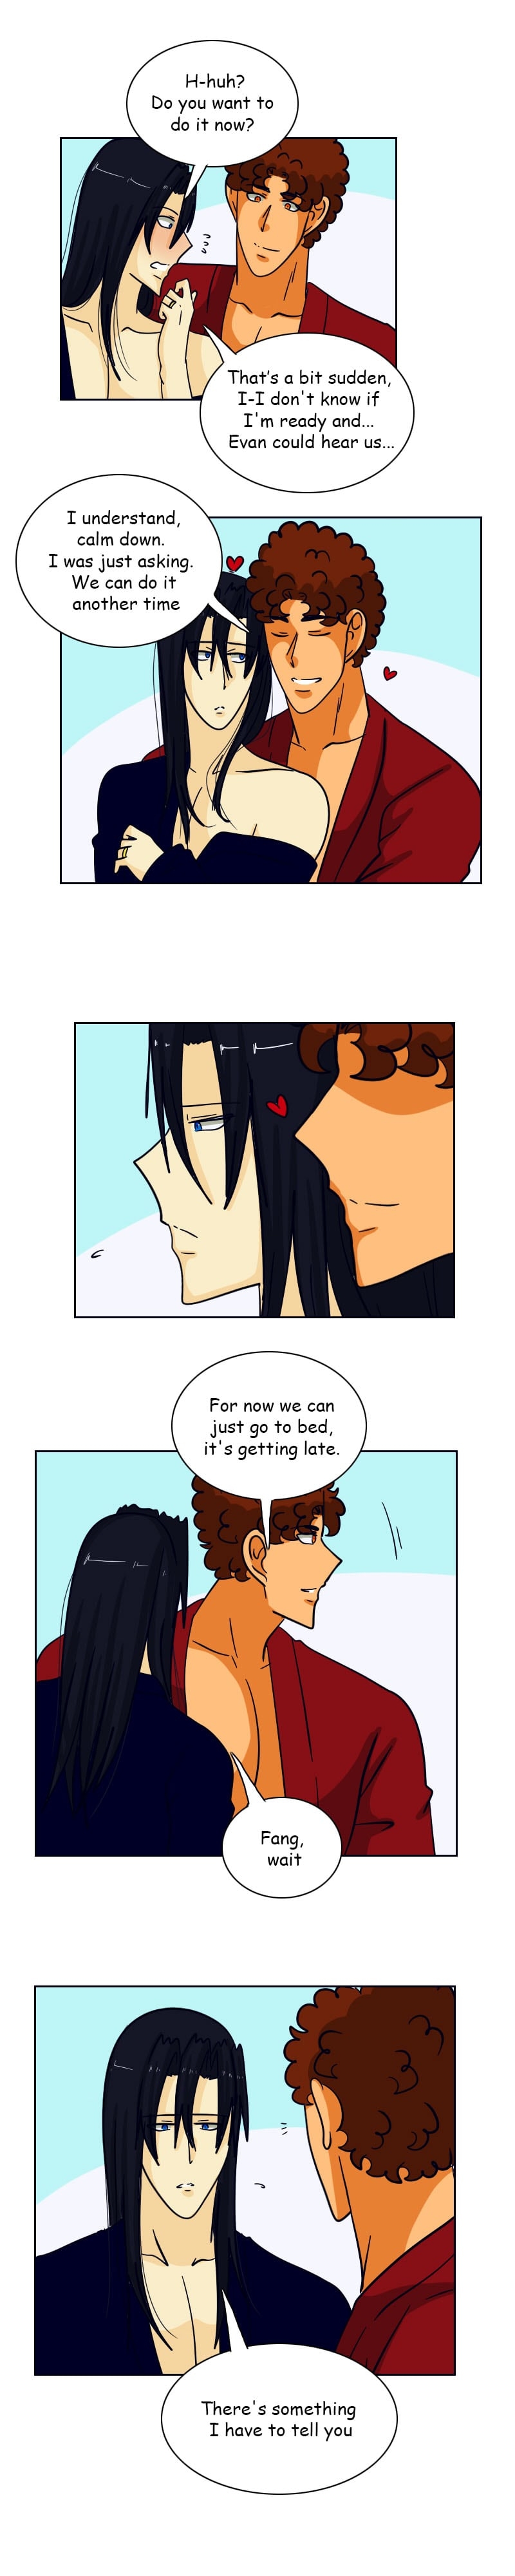 H-huh?
Do you want to
do it now?
That's a bit sudden,
I-I don't know if
I'm ready and...
Evan could hear us...
I understand,
calm down.
I was just asking.
We can do it
another time
For now we can
just go to bed,
it's getting late.
Fang,
wait
There's something
I have to tell you